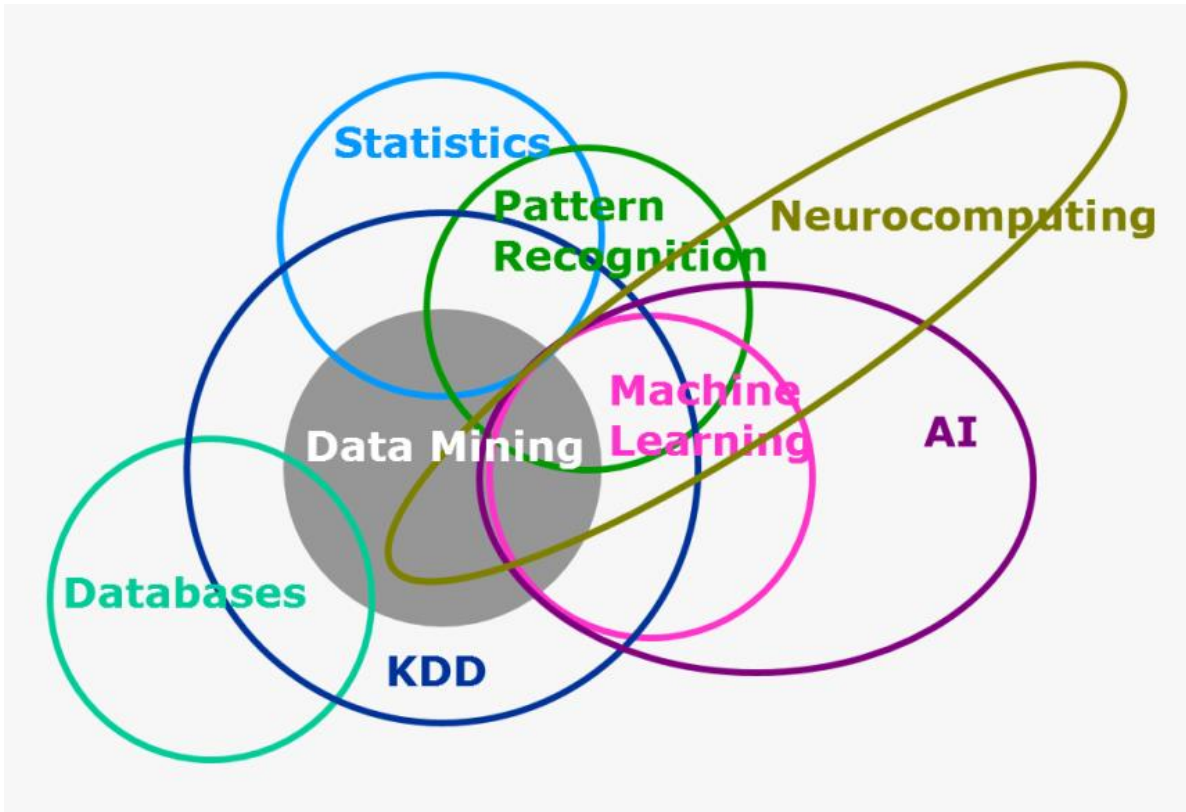 Statistics
Pattern
Recognition
Neurocomputing
Machine
Learning
AI
Data Mining
Databases
KDD